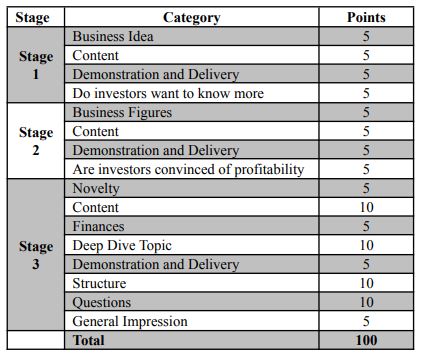 Stage Category Points
Stage 1
Business Idea 5
Content 5
Demonstration and Delivery 5
Do investors want to know more 5
Stage 2
Business Figures 5
Content 5
Demonstration and Delivery 5
Are investors convinced of profitability 5
Stage 3
Novelty 5
Content 10
Finances 5
Deep Dive Topic 10
Demonstration and Delivery 5
Structure 10
Questions 10
General Impression 5
Total 100